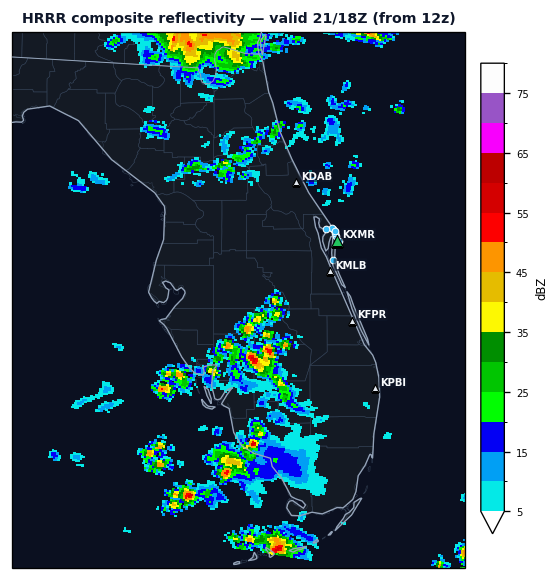 HRRR composite reflectivity — valid 21/18Z (from 12z)
75
65
55
45
35
25
15
5
dBZ
KDAB
KXMR
KMLB
KFPR
KPBI